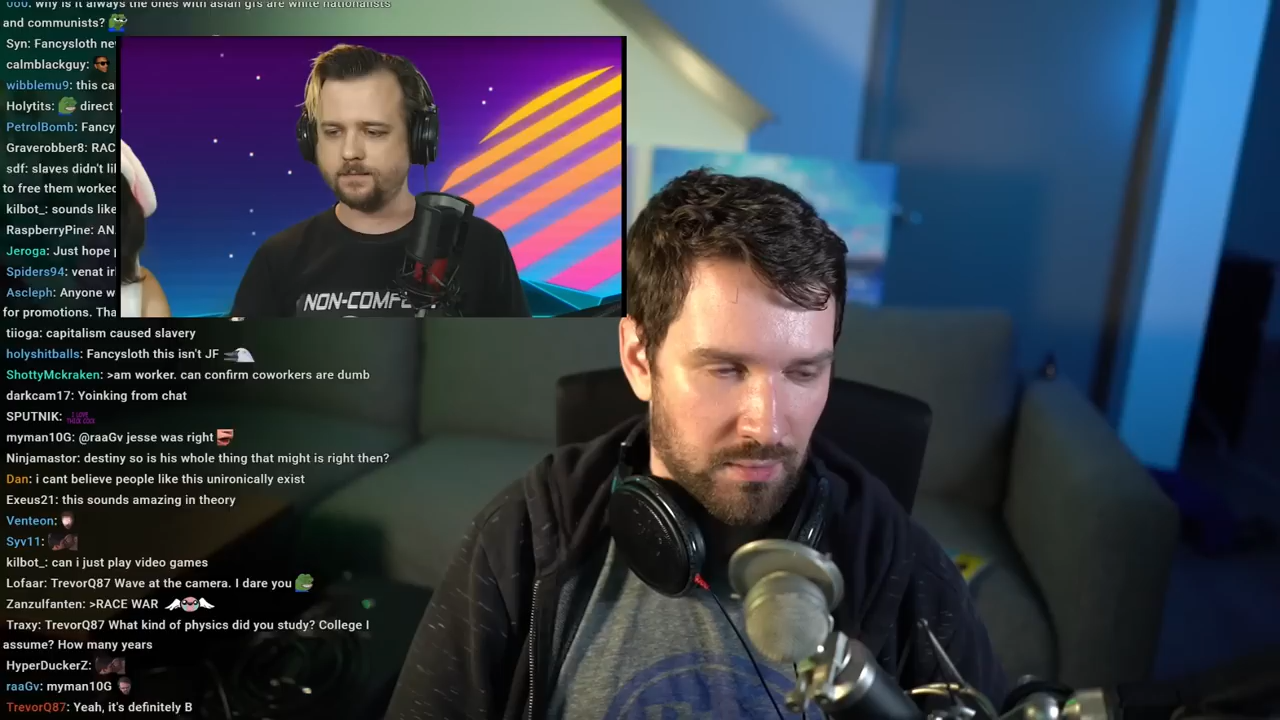 why is it always the ones with asian gfs are white nationalists
and communists?
Syn: Fancysloth
calmblackguy:
wibblemu9: this
Holytits: direct
PetrolBomb: Fancy
Graverobber8:
sdf: slaves didn't
to free them worked
kilbot_: sounds like
RaspberryPine:
Jeroga: Just hope
Spiders94: venat
Ascleph: Anyone
for promotions.
tiioga: capitalism caused slavery
holyshitballs: Fancysloth this isn't JF
ShottyMckraken: >am worker. can confirm coworkers are dumb
darkcam17: Yoinking from chat
SPUTNIK:
myman10G: @raaGv jesse was right
Ninjamastor: destiny so is his whole thing that might is right then?
Dan: i cant believe people like this unironically exist
Exeus21: this sounds amazing in theory
Venteon:
Syv11:
kilbot_: can i just play video games
Lofaar: TrevorQ87 Wave at the camera. I dare you
Zanzulfanten: >RACE WAR
Traxy: TrevorQ87 What kind of physics did you study? College I
assume? How many years
HyperDuckerZ:
raaGv: myman10G
TrevorQ87: Yeah, it's definitely B